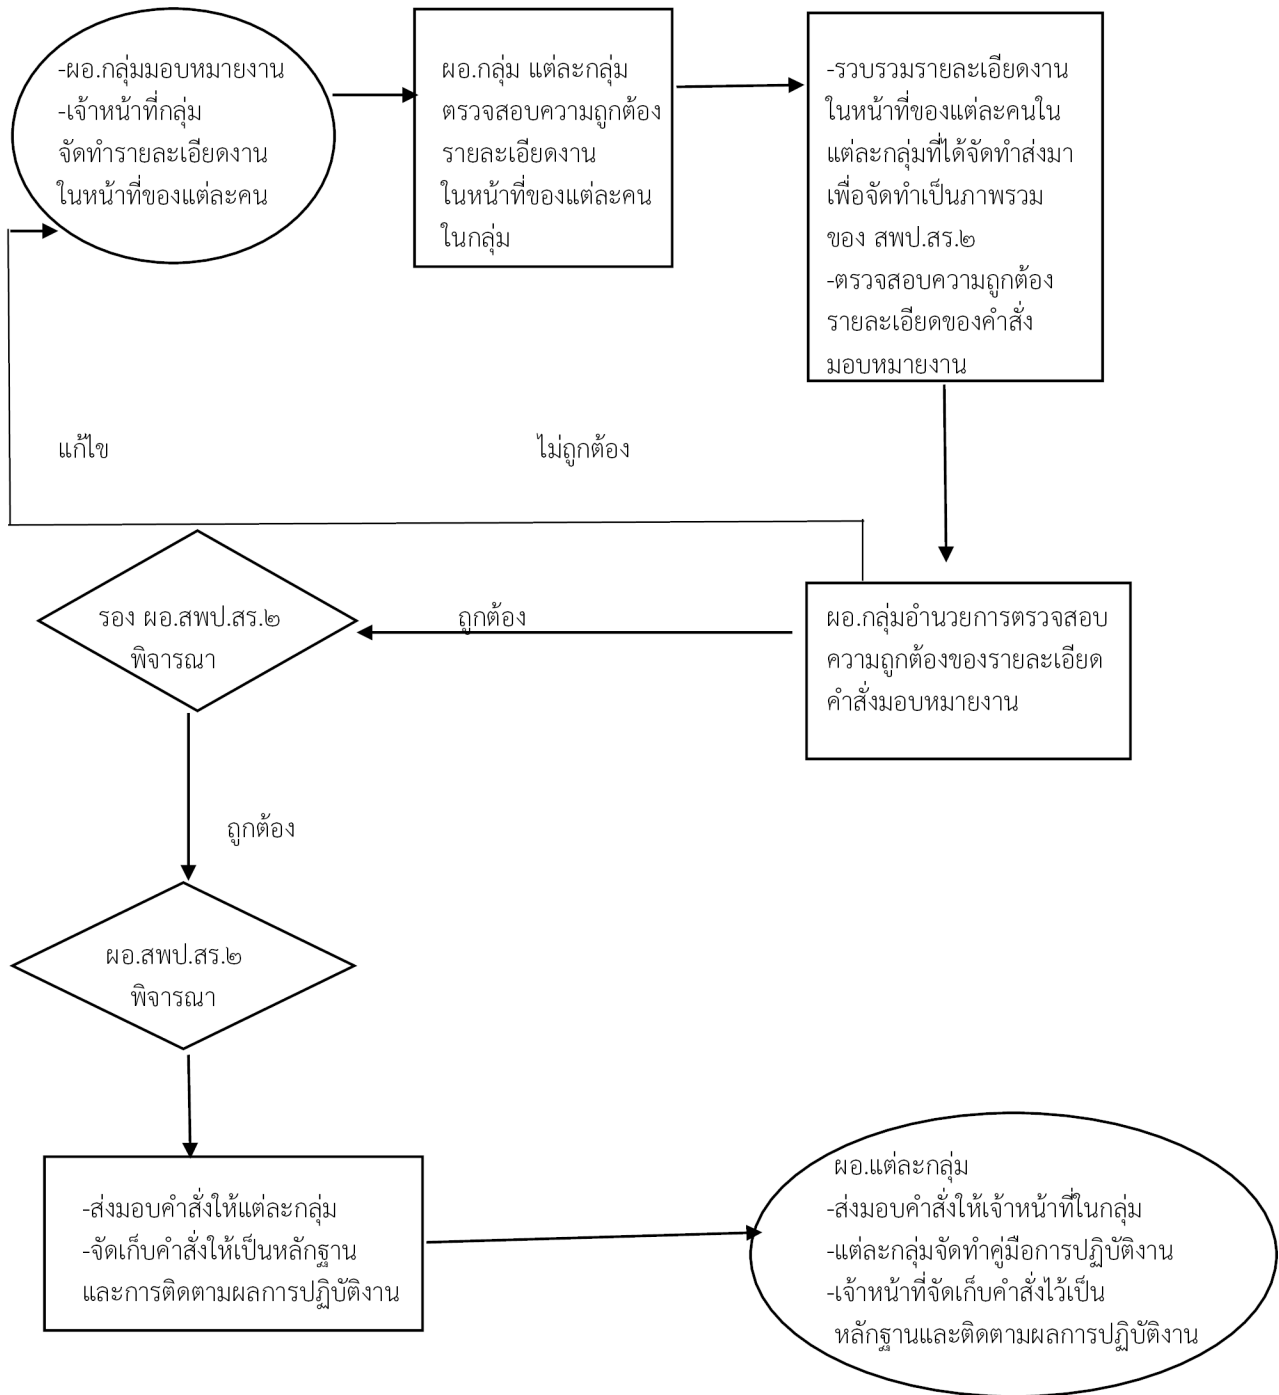 -ผอ.กลุ่มมอบหมายงาน
-เจ้าหน้าที่กลุ่ม
จัดทำรายละเอียดงาน
ในหน้าที่ของแต่ละคน
ผอ.กลุ่ม แต่ละกลุ่ม
ตรวจสอบความถูกต้อง
รายละเอียดงาน
ในหน้าที่ของแต่ละคน
ในกลุ่ม
-รวบรวมรายละเอียดงาน
ในหน้าที่ของแต่ละคนใน
แต่ละกลุ่มที่ได้จัดทำส่งมา
เพื่อจัดทำเป็นภาพรวม
ของ สพป.สร.๒
-ตรวจสอบความถูกต้อง
รายละเอียดของคำสั่ง
มอบหมายงาน
แก้ไข
ไม่ถูกต้อง
รอง ผอ.สพป.สร.๒
พิจารณา
ถูกต้อง
ผอ.กลุ่มอำนวยการตรวจสอบ
ความถูกต้องของรายละเอียด
คำสั่งมอบหมายงาน
ถูกต้อง
ผอ.สพป.สร.๒
พิจารณา
-ส่งมอบคำสั่งให้แต่ละกลุ่ม
-จัดเก็บคำสั่งให้เป็นหลักฐาน
และการติดตามผลการปฏิบัติงาน
ผอ.แต่ละกลุ่ม
-ส่งมอบคำสั่งให้เจ้าหน้าที่ในกลุ่ม
-แต่ละกลุ่มจัดทำคู่มือการปฏิบัติงาน
-เจ้าหน้าที่จัดเก็บคำสั่งไว้เป็น
หลักฐานและติดตามผลการปฏิบัติงาน